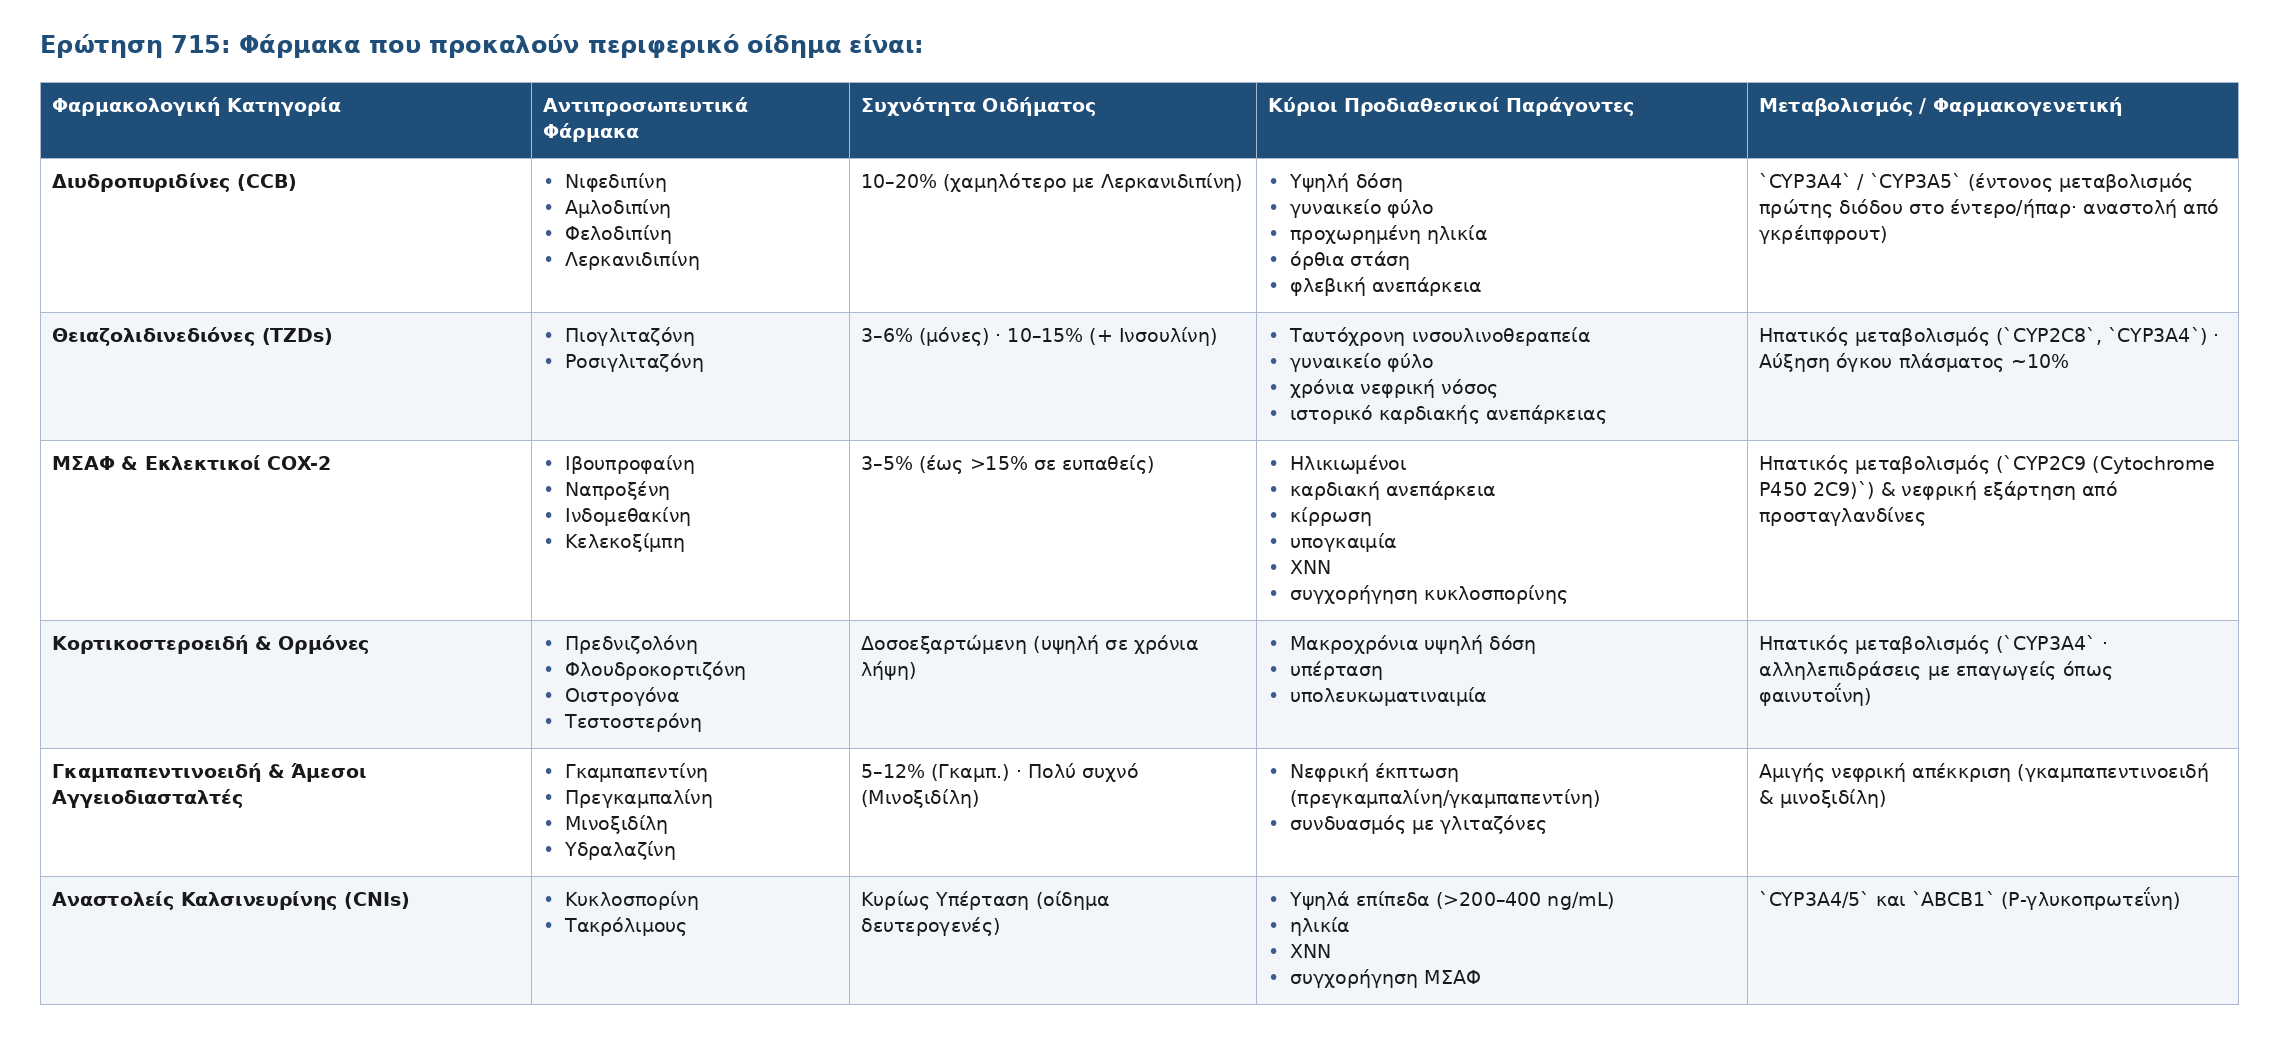 Ερώτηση 715: Φάρμακα που προκαλούν περιφερικό οίδημα είναι:
Φαρμακολογική Κατηγορία
Αντιπροσωπευτικά
Φάρμακα
Συχνότητα Οιδήματος
Κύριοι Προδιαθεσικοί Παράγοντες
Μεταβολισμός / Φαρμακογενετική
Διυδροπυριδίνες (CCB)
• Νιφεδιπίνη
• Αμλοδιπίνη
• Φελοδιπίνη
• Λερκανιδιπίνη
10–20% (χαμηλότερο με Λερκανιδιπίνη)
• Υψηλή δόση
• γυναικείο φύλο
• προχωρημένη ηλικία
• όρθια στάση
• φλεβική ανεπάρκεια
`CYP3A4` / `CYP3A5` (έντονος μεταβολισμός
πρώτης διόδου στο έντερο/ήπαρ· αναστολή από
γκρέιπφρουτ)
Θειαζολιδινεδιόνες (TZDs)
• Πιογλιταζόνη
• Ροσιγλιταζόνη
3–6% (μόνες) · 10–15% (+ Ινσουλίνη)
• Ταυτόχρονη ινσουλινοθεραπεία
• γυναικείο φύλο
• χρόνια νεφρική νόσος
• ιστορικό καρδιακής ανεπάρκειας
Ηπατικός μεταβολισμός (`CYP2C8`, `CYP3A4`) ·
Αύξηση όγκου πλάσματος ~10%
ΜΣΑΦ & Εκλεκτικοί COX-2
• Ιβουπροφαίνη
• Ναπροξένη
• Ινδομεθακίνη
• Κελεκοξίμπη
3–5% (έως >15% σε ευπαθείς)
• Ηλικιωμένοι
• καρδιακή ανεπάρκεια
• κίρρωση
• υπογκαιμία
• ΧΝΝ
• συγχορήγηση κυκλοσπορίνης
Ηπατικός μεταβολισμός (`CYP2C9 (Cytochrome
P450 2C9)`) & νεφρική εξάρτηση από
προσταγλανδίνες
Κορτικοστεροειδή & Ορμόνες
• Πρεδνιζολόνη
• Φλουδροκορτιζόνη
• Οιστρογόνα
• Τεστοστερόνη
Δοσοεξαρτώμενη (υψηλή σε χρόνια
λήψη)
• Μακροχρόνια υψηλή δόση
• υπέρταση
• υπολευκωματιναιμία
Ηπατικός μεταβολισμός (`CYP3A4` ·
αλληλεπιδράσεις με επαγωγείς όπως
φαινυτοΐνη)
Γκαμπαπεντινοειδή & Άμεσοι
Αγγειοδιασταλτές
• Γκαμπαπεντίνη
• Πρεγκαμπαλίνη
• Μινοξιδίλη
• Υδραλαζίνη
5–12% (Γκαμπ.) · Πολύ συχνό
(Μινοξιδίλη)
• Νεφρική έκπτωση
(πρεγκαμπαλίνη/γκαμπαπεντίνη)
• συνδυασμός με γλιταζόνες
Αμιγής νεφρική απέκκριση (γκαμπαπεντινοειδή
& μινοξιδίλη)
Αναστολείς Καλσινευρίνης (CNIs)
• Κυκλοσπορίνη
• Τακρόλιμους
Κυρίως Υπέρταση (οίδημα
δευτερογενές)
• Υψηλά επίπεδα (>200–400 ng/mL)
• ηλικία
• ΧΝΝ
• συγχορήγηση ΜΣΑΦ
`CYP3A4/5` και `ABCB1` (P-γλυκοπρωτεΐνη)